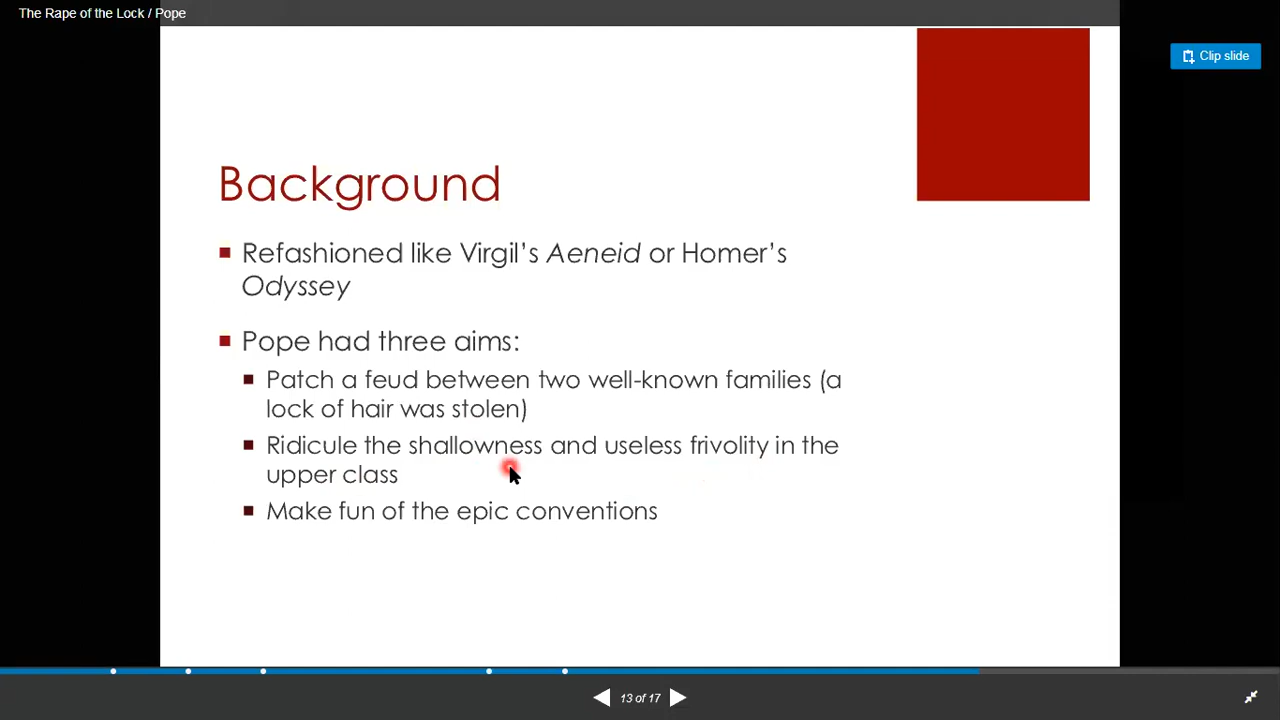 The Rape of the Lock / Pope
Clip slide
Background
Refashioned like Virgil's Aeneid or Homer's
Odyssey
Pope had three aims:
Patch a feud between two well-known families (a
lock of hair was stolen)
Ridicule the shallowness and useless frivolity in the
upper class
Make fun of the epic conventions
13 of 17